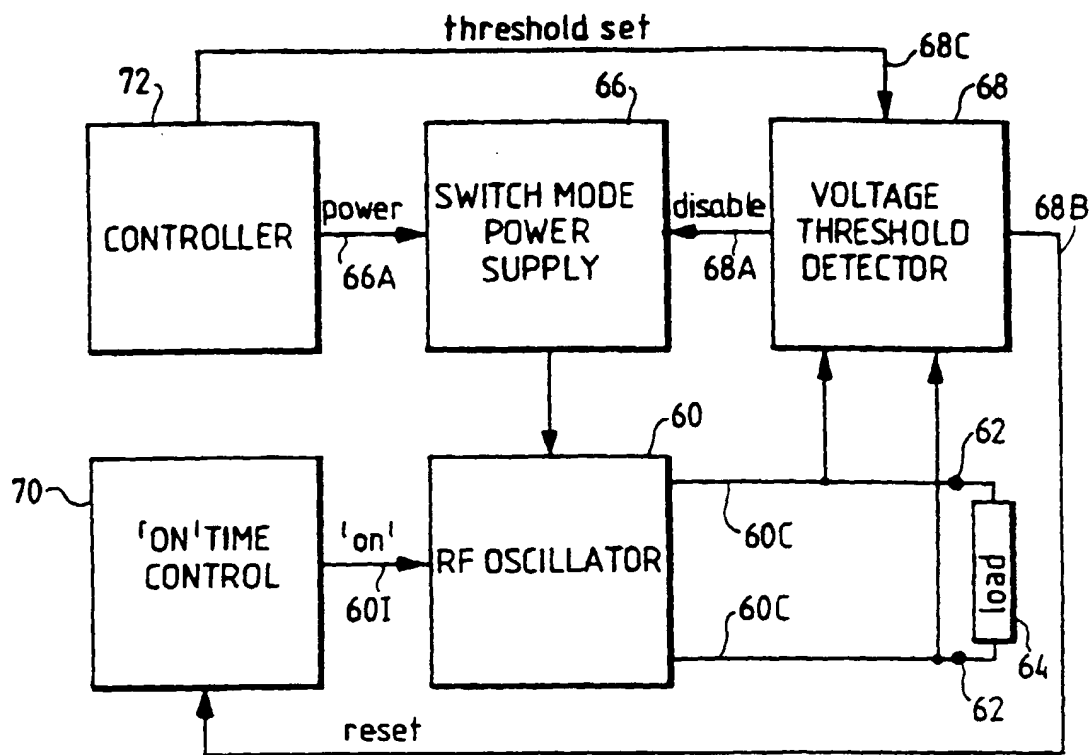 threshold set
68C
72
66
68
CONTROLLER
power
66A
SWITCH MODE
POWER
SUPPLY
disable
68A
VOLTAGE
THRESHOLD
DETECTOR
68B
60
62
70
'ON' TIME
CONTROL
'on'
60I
RF OSCILLATOR
60C
60C
load
64
62
reset